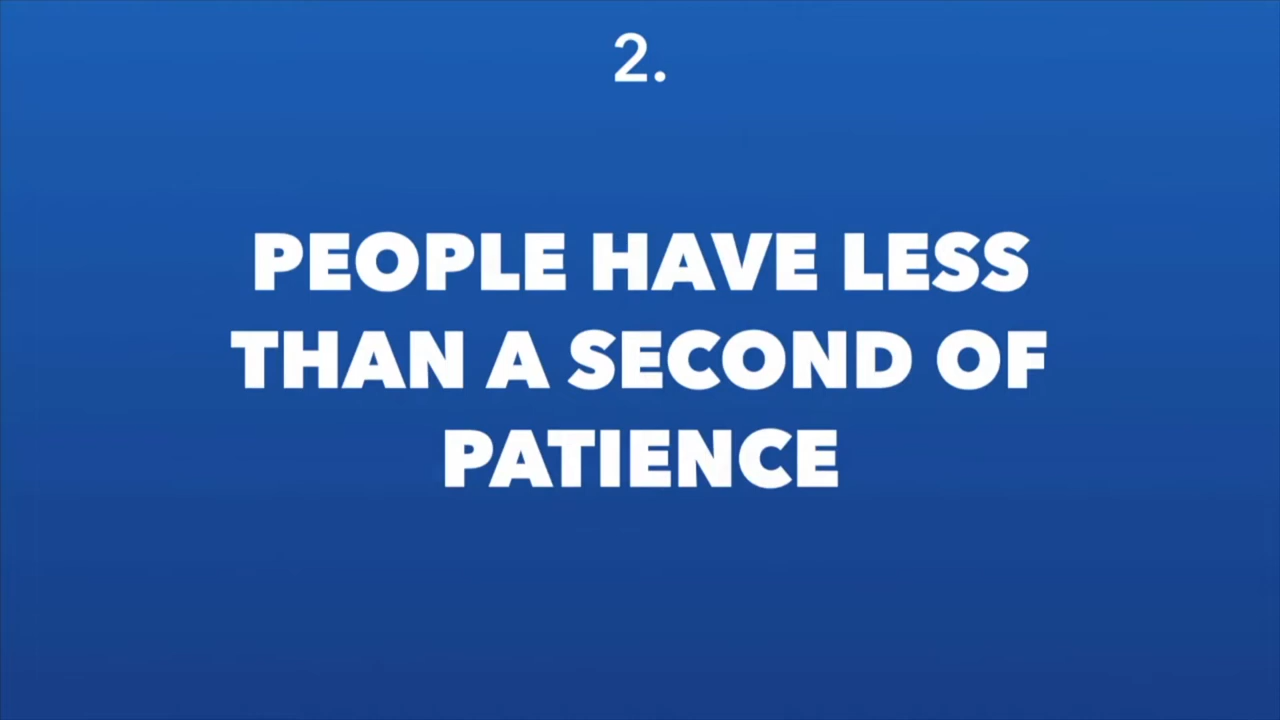 2.
PEOPLE HAVE LESS
THAN A SECOND OF
PATIENCE